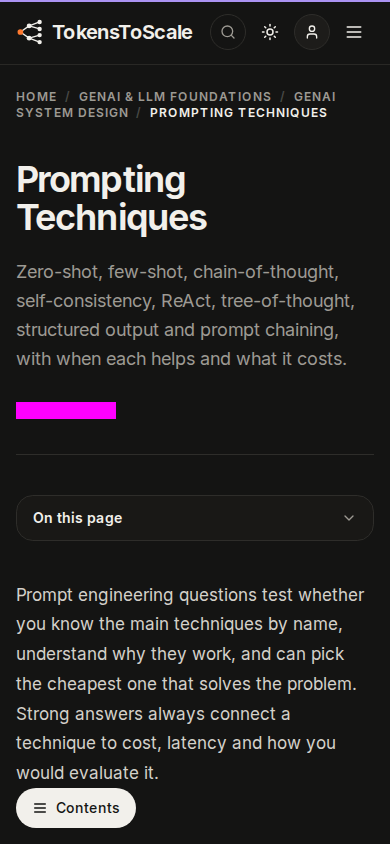 TokensToScale
HOME / GENAI & LLM FOUNDATIONS / GENAI
SYSTEM DESIGN / PROMPTING TECHNIQUES
Prompting
Techniques
Zero-shot, few-shot, chain-of-thought,
self-consistency, ReAct, tree-of-thought,
structured output and prompt chaining,
with when each helps and what it costs.
On this page
Prompt engineering questions test whether
you know the main techniques by name,
understand why they work, and can pick
the cheapest one that solves the problem.
Strong answers always connect a
technique to cost, latency and how you
would evaluate it.
Contents